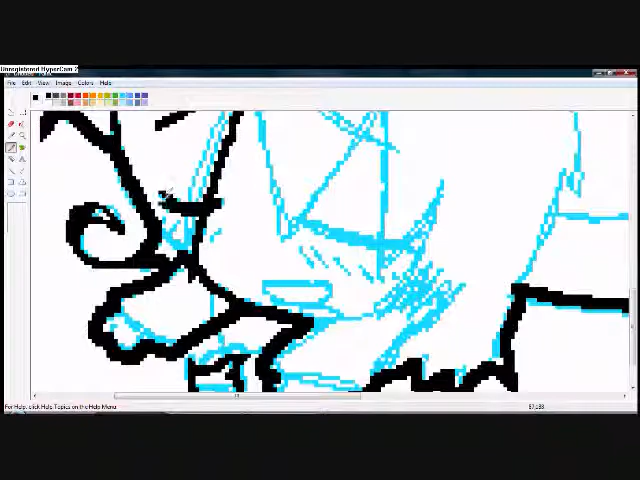 Unregistered HyperCam 2
File Edit View Image Colors Help
For Help, click Help Topics on the Help Menu.